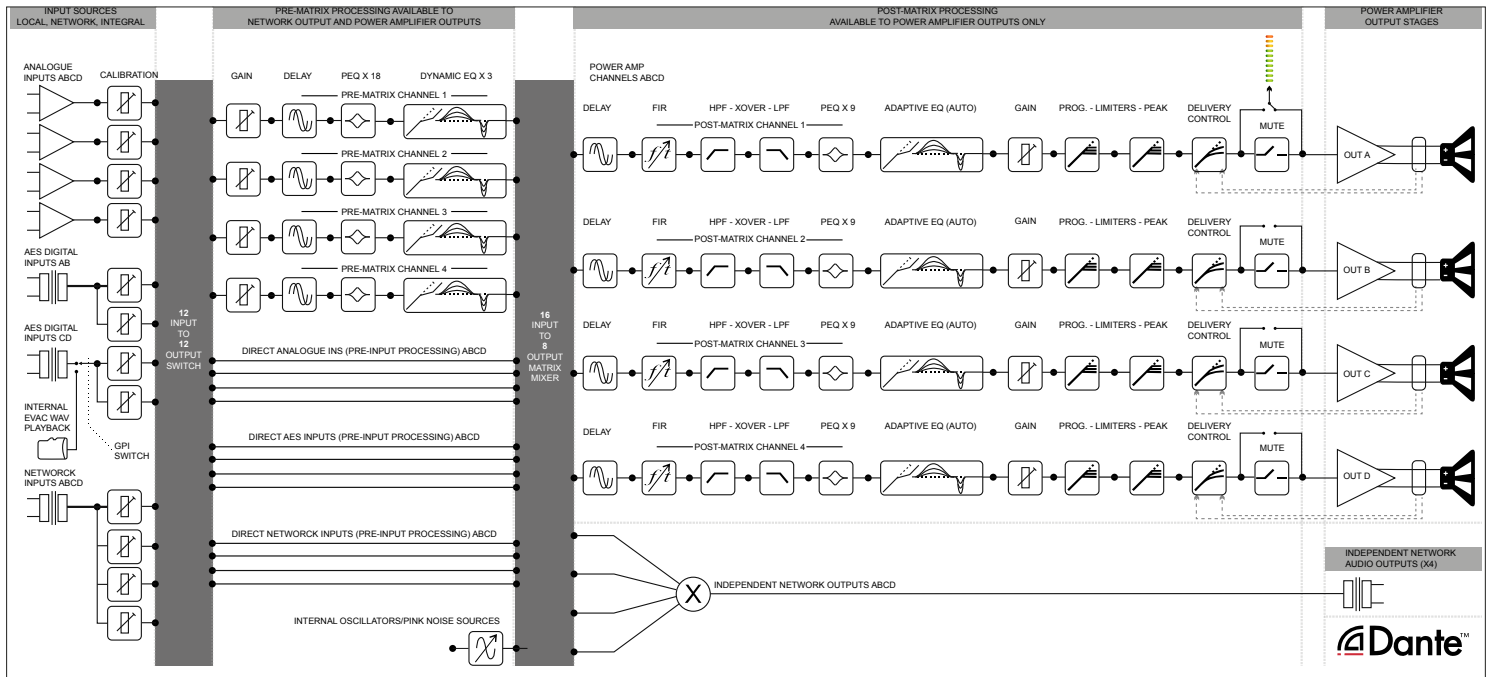 INPUT SOURCES
LOCAL, NETWORK, INTEGRAL
PRE-MATRIX PROCESSING AVAILABLE TO
NETWORK OUTPUT AND POWER AMPLIFIER OUTPUTS
POST-MATRIX PROCESSING
AVAILABLE TO POWER AMPLIFIER OUTPUTS ONLY
POWER AMPLIFIER
OUTPUT STAGES
ANALOGUE
INPUTS ABCD
CALIBRATION
AES DIGITAL
INPUTS AB
AES DIGITAL
INPUTS CD
INTERNAL
EVAC WAV
PLAYBACK
GPI
SWITCH
NETWORCK
INPUTS ABCD
12
INPUT
TO
12
OUTPUT
SWITCH
GAIN DELAY PEQ X 18 DYNAMIC EQ X 3
PRE-MATRIX CHANNEL 1
PRE-MATRIX CHANNEL 2
PRE-MATRIX CHANNEL 3
PRE-MATRIX CHANNEL 4
DIRECT ANALOGUE INS (PRE-INPUT PROCESSING) ABCD
DIRECT AES INPUTS (PRE-INPUT PROCESSING) ABCD
DIRECT NETWORCK INPUTS (PRE-INPUT PROCESSING) ABCD
INTERNAL OSCILLATORS/PINK NOISE SOURCES
16
INPUT
TO
8
OUTPUT
MATRIX
MIXER
POWER AMP
CHANNELS ABCD
DELAY FIR HPF - XOVER - LPF PEQ X 9 ADAPTIVE EQ (AUTO) GAIN PROG. - LIMITERS - PEAK DELIVERY
CONTROL
POST-MATRIX CHANNEL 1
MUTE
f/t
OUT A
DELAY FIR HPF - XOVER - LPF PEQ X 9 ADAPTIVE EQ (AUTO) GAIN PROG. - LIMITERS - PEAK DELIVERY
CONTROL
POST-MATRIX CHANNEL 2
MUTE
f/t
OUT B
DELAY FIR HPF - XOVER - LPF PEQ X 9 ADAPTIVE EQ (AUTO) GAIN PROG. - LIMITERS - PEAK DELIVERY
CONTROL
POST-MATRIX CHANNEL 3
MUTE
f/t
OUT C
DELAY FIR HPF - XOVER - LPF PEQ X 9 ADAPTIVE EQ (AUTO) GAIN PROG. - LIMITERS - PEAK DELIVERY
CONTROL
POST-MATRIX CHANNEL 4
MUTE
f/t
OUT D
X
INDEPENDENT NETWORK OUTPUTS ABCD
INDEPENDENT NETWORK
AUDIO OUTPUTS (X4)
Dante™